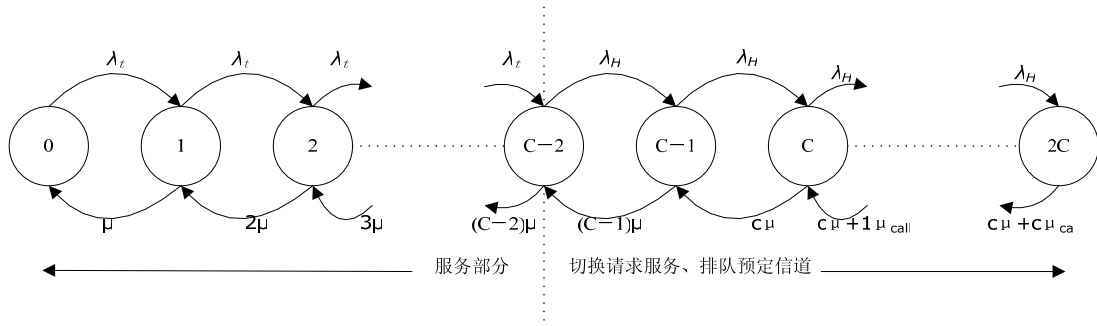 λt λt λt λt λH λH λH λH
0 1 2 C－2 C－1 C 2C
μ 2μ 3μ (C－2)μ (C－1)μ cμ cμ+1μcall cμ+cμca
服务部分 切换请求服务、排队预定信道